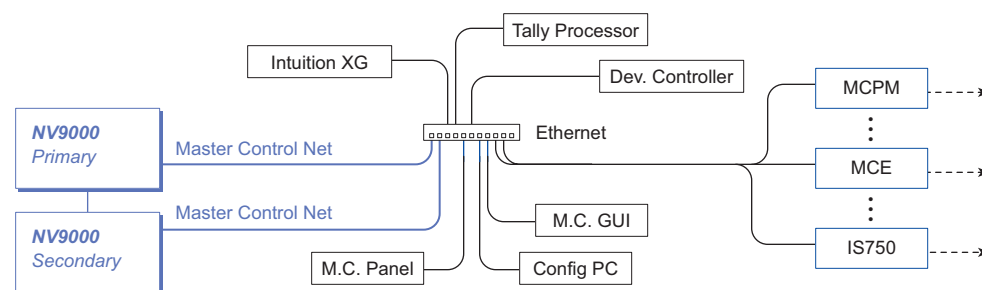 Tally Processor
Intuition XG
Dev. Controller
MCPM
NV9000
Primary
Master Control Net
Ethernet
MCE
Master Control Net
NV9000
Secondary
M.C. GUI
IS750
M.C. Panel
Config PC